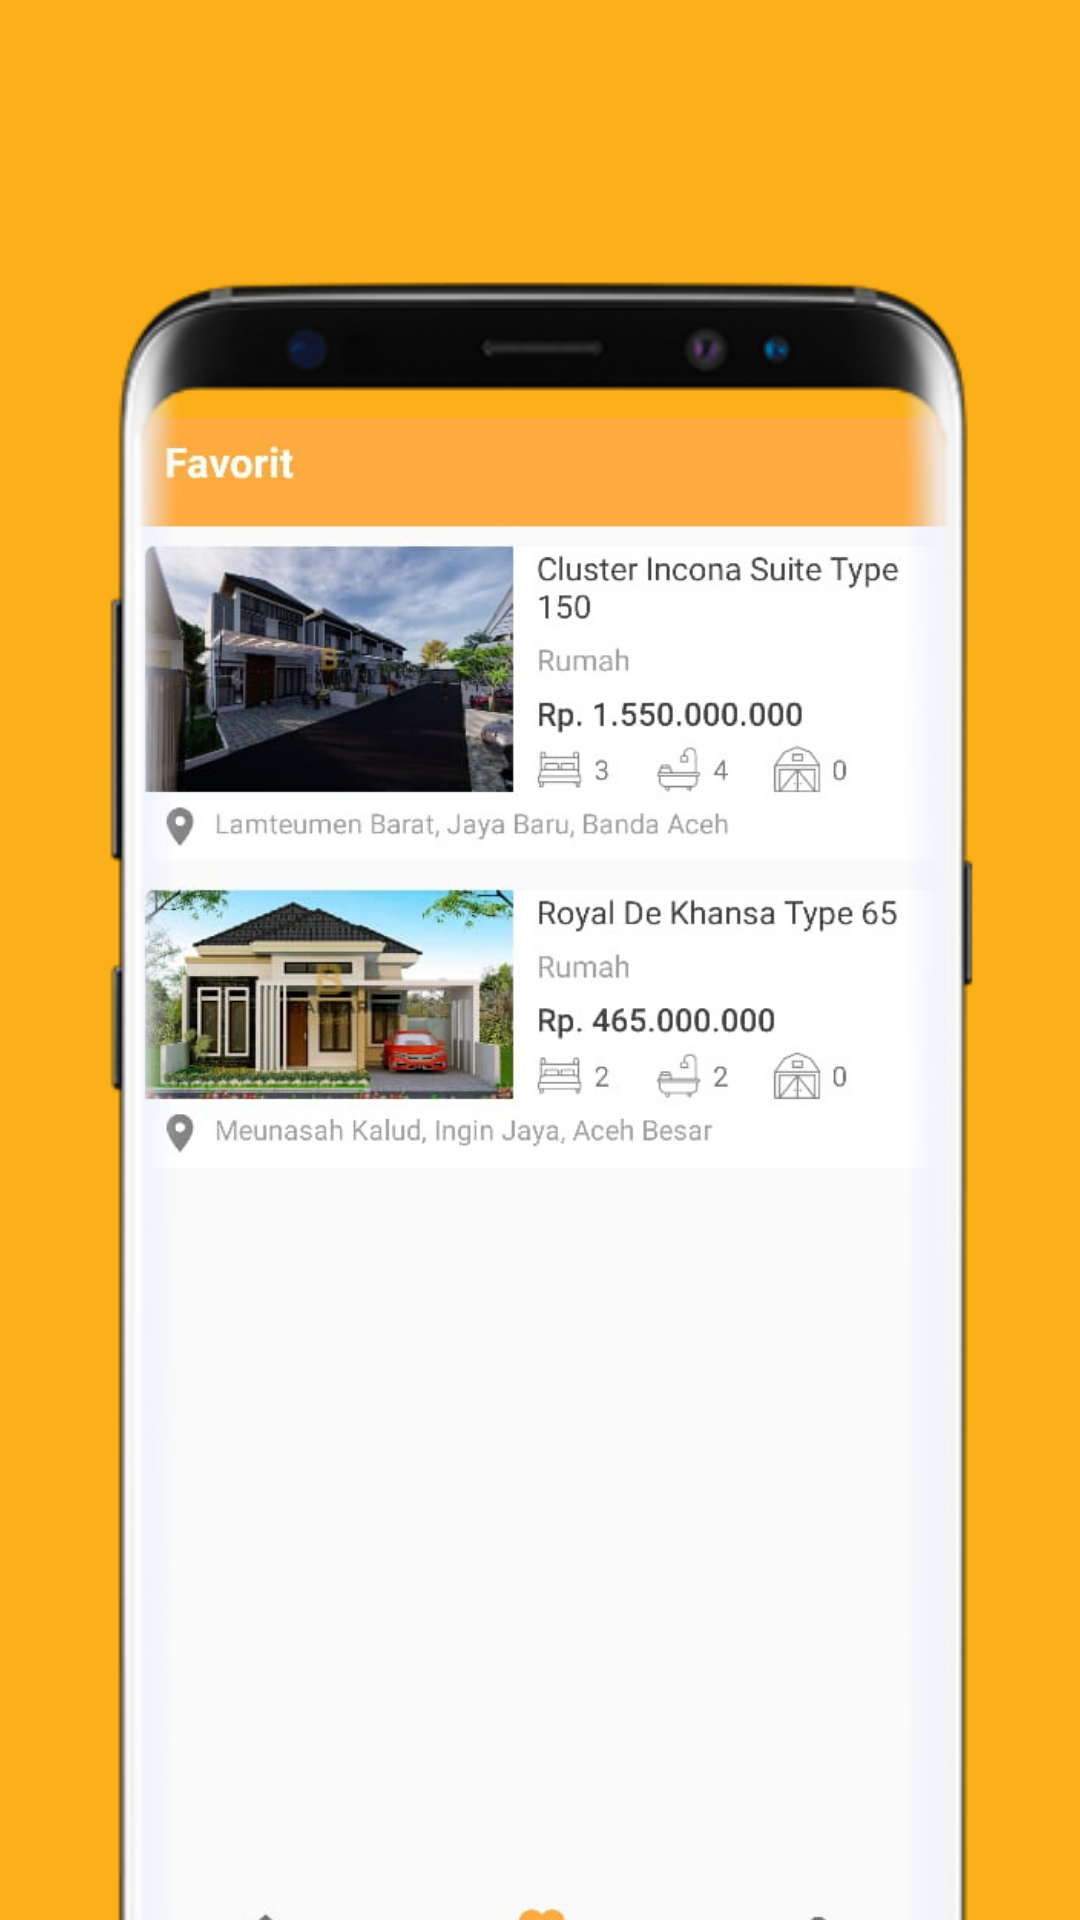 Favorit
Cluster Incona Suite Type
150
Rumah
Rp. 1.550.000.000
3 4 0
Lamteumen Barat, Jaya Baru, Banda Aceh
Royal De Khansa Type 65
Rumah
Rp. 465.000.000
2 2 0
Meunasah Kalud, Ingin Jaya, Aceh Besar